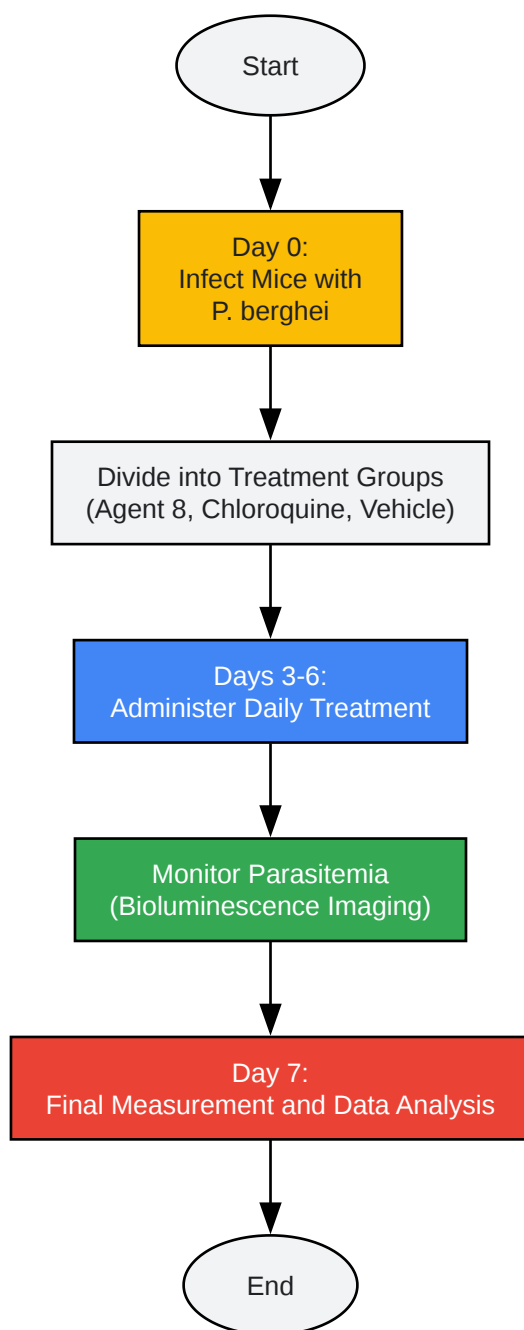 Start
Day 0:
Infect Mice with
P. berghei
Divide into Treatment Groups
(Agent 8, Chloroquine, Vehicle)
Days 3-6:
Administer Daily Treatment
Monitor Parasitemia
(Bioluminescence Imaging)
Day 7:
Final Measurement and Data Analysis
End